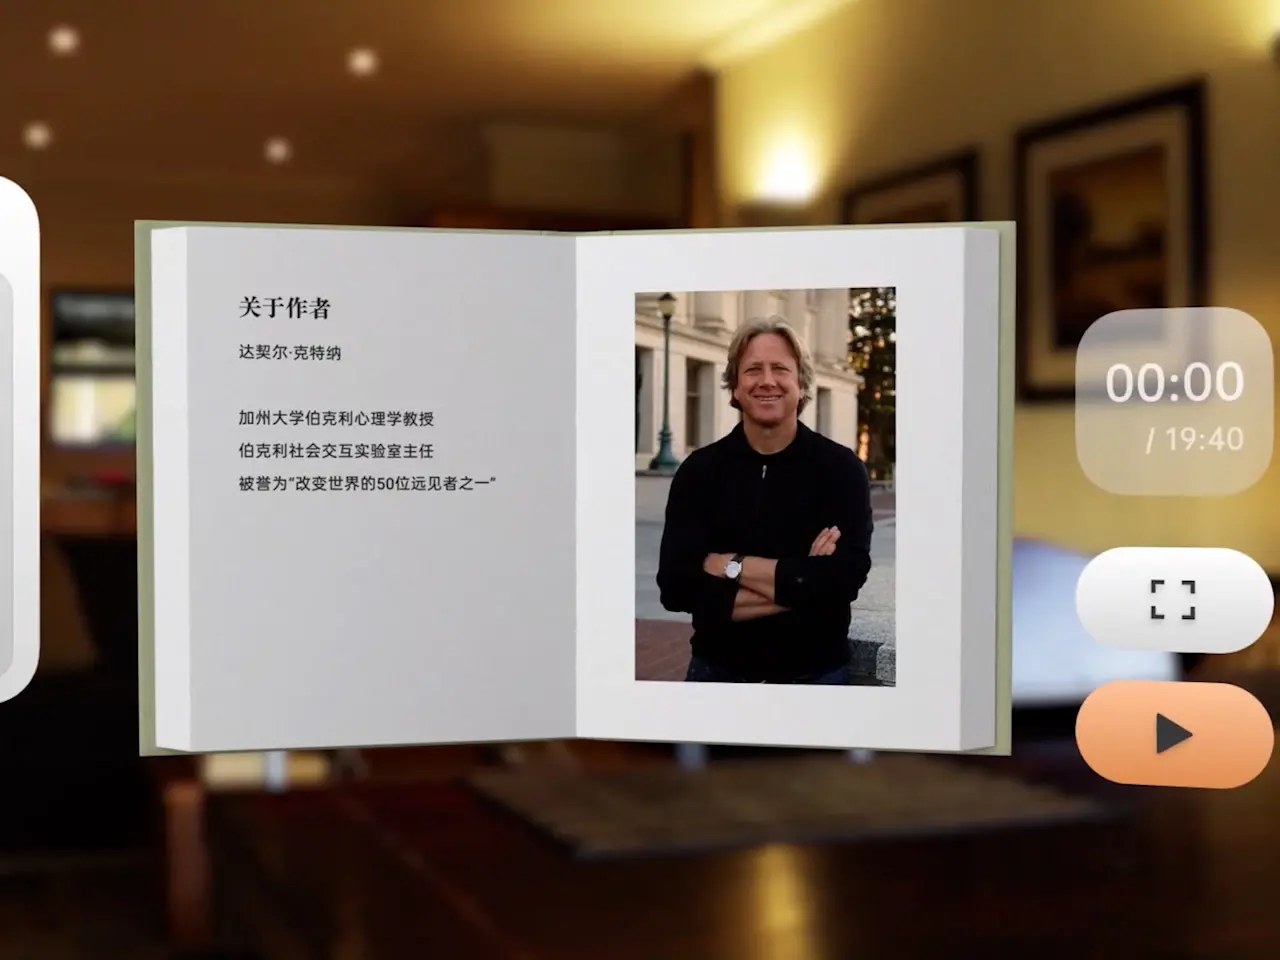 关于作者
达契尔·克特纳
加州大学伯克利心理学教授
伯克利社会交互实验室主任
被誉为"改变世界的50位远见者之一"
00:00
/ 19:40